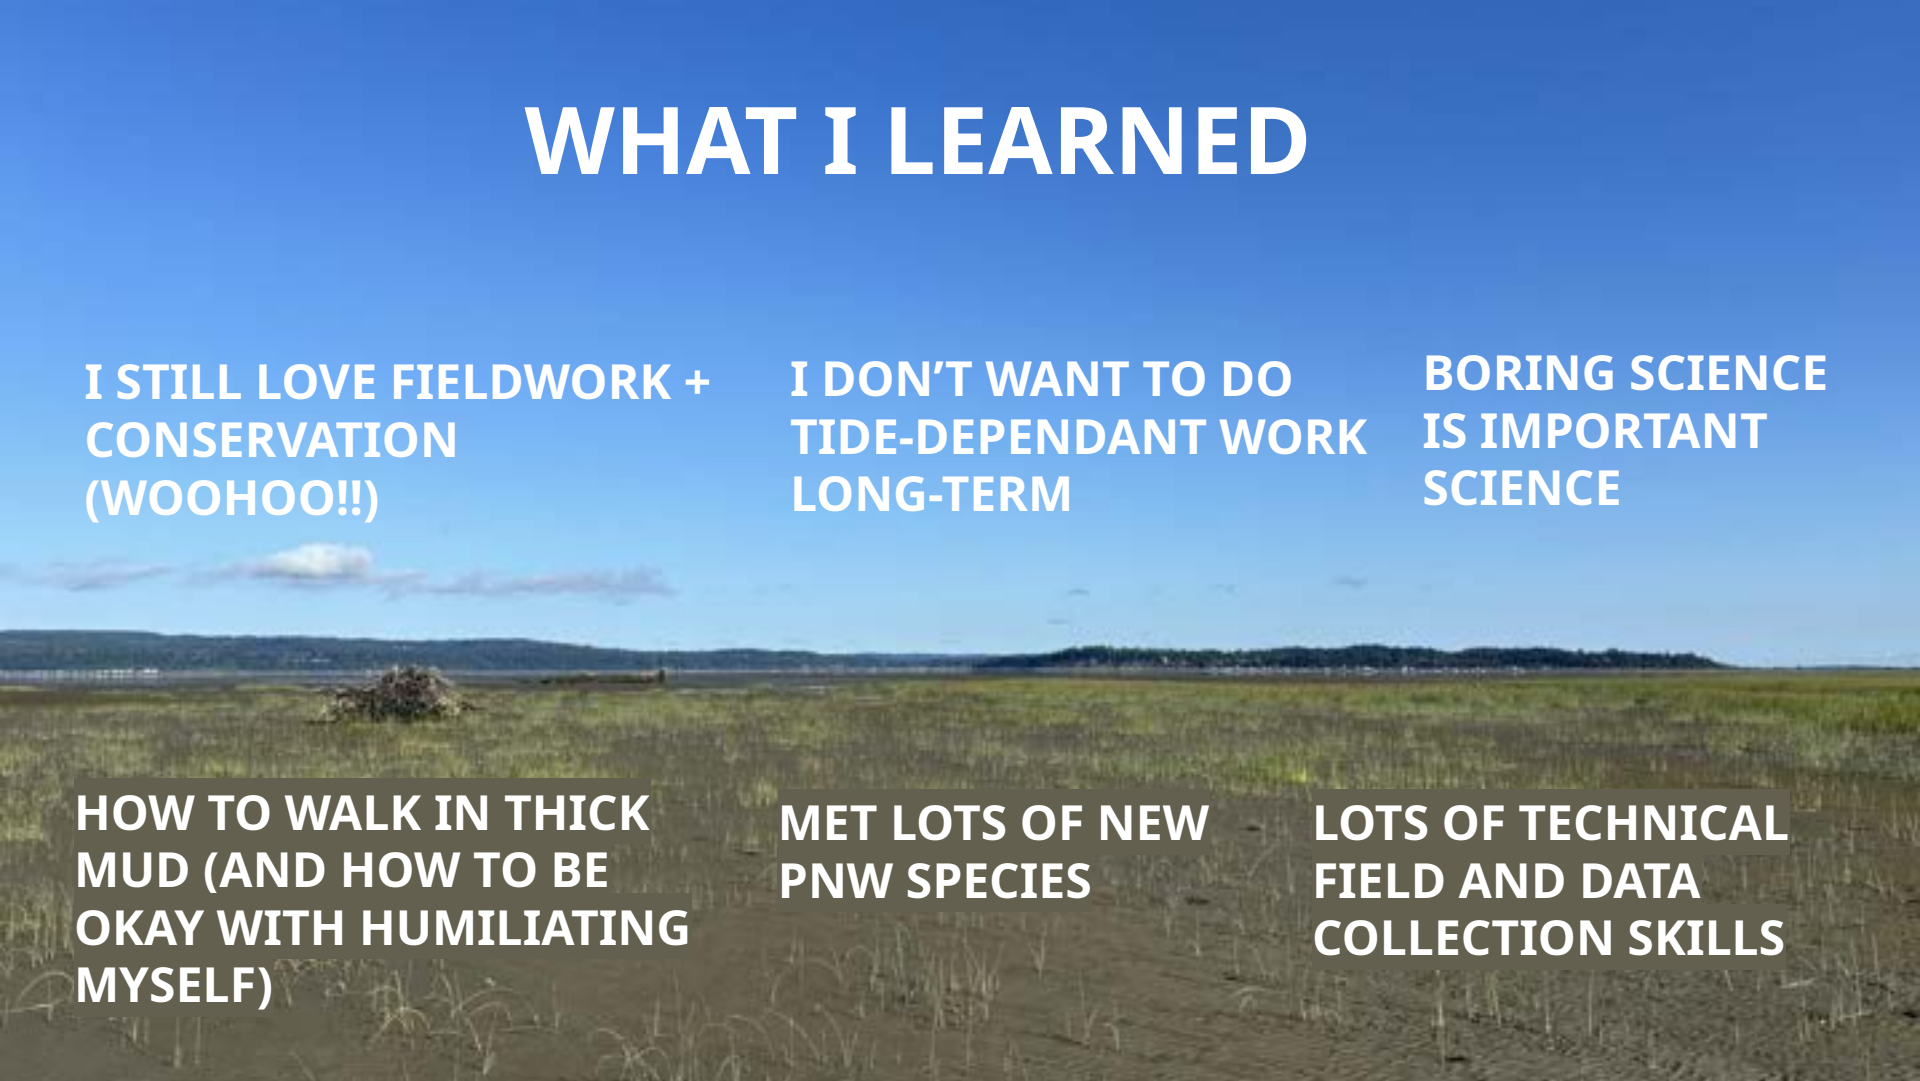 WHAT I LEARNED
I STILL LOVE FIELDWORK +
CONSERVATION
(WOOHOO!!)
I DON’T WANT TO DO
TIDE-DEPENDANT WORK
LONG-TERM
BORING SCIENCE
IS IMPORTANT
SCIENCE
HOW TO WALK IN THICK
MUD (AND HOW TO BE
OKAY WITH HUMILIATING
MYSELF)
MET LOTS OF NEW
PNW SPECIES
LOTS OF TECHNICAL
FIELD AND DATA
COLLECTION SKILLS